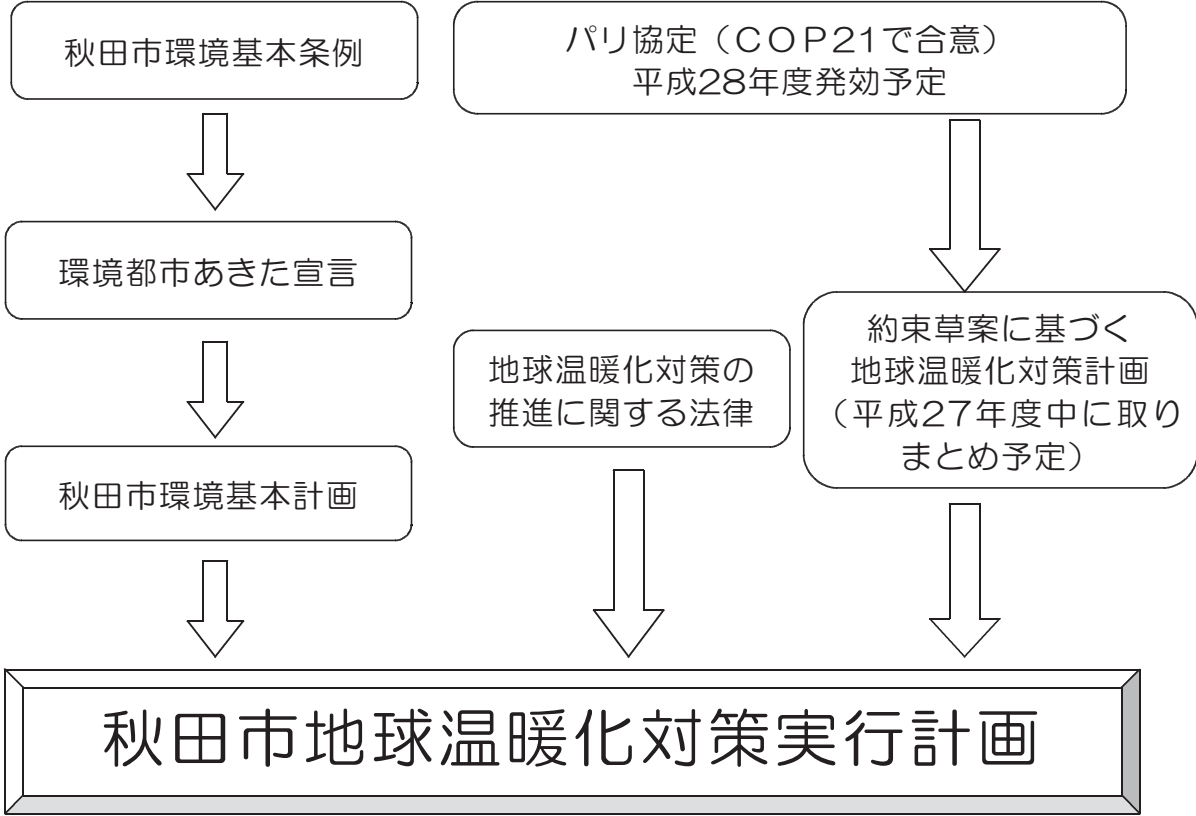 秋田市環境基本条例
パリ協定(COP21で合意)
平成28年度発効予定
環境都市あきた宣言
地球温暖化対策の
推進に関する法律
約束草案に基づく
地球温暖化対策計画
(平成27年度中に取り
まとめ予定)
秋田市環境基本計画
秋田市地球温暖化対策実行計画